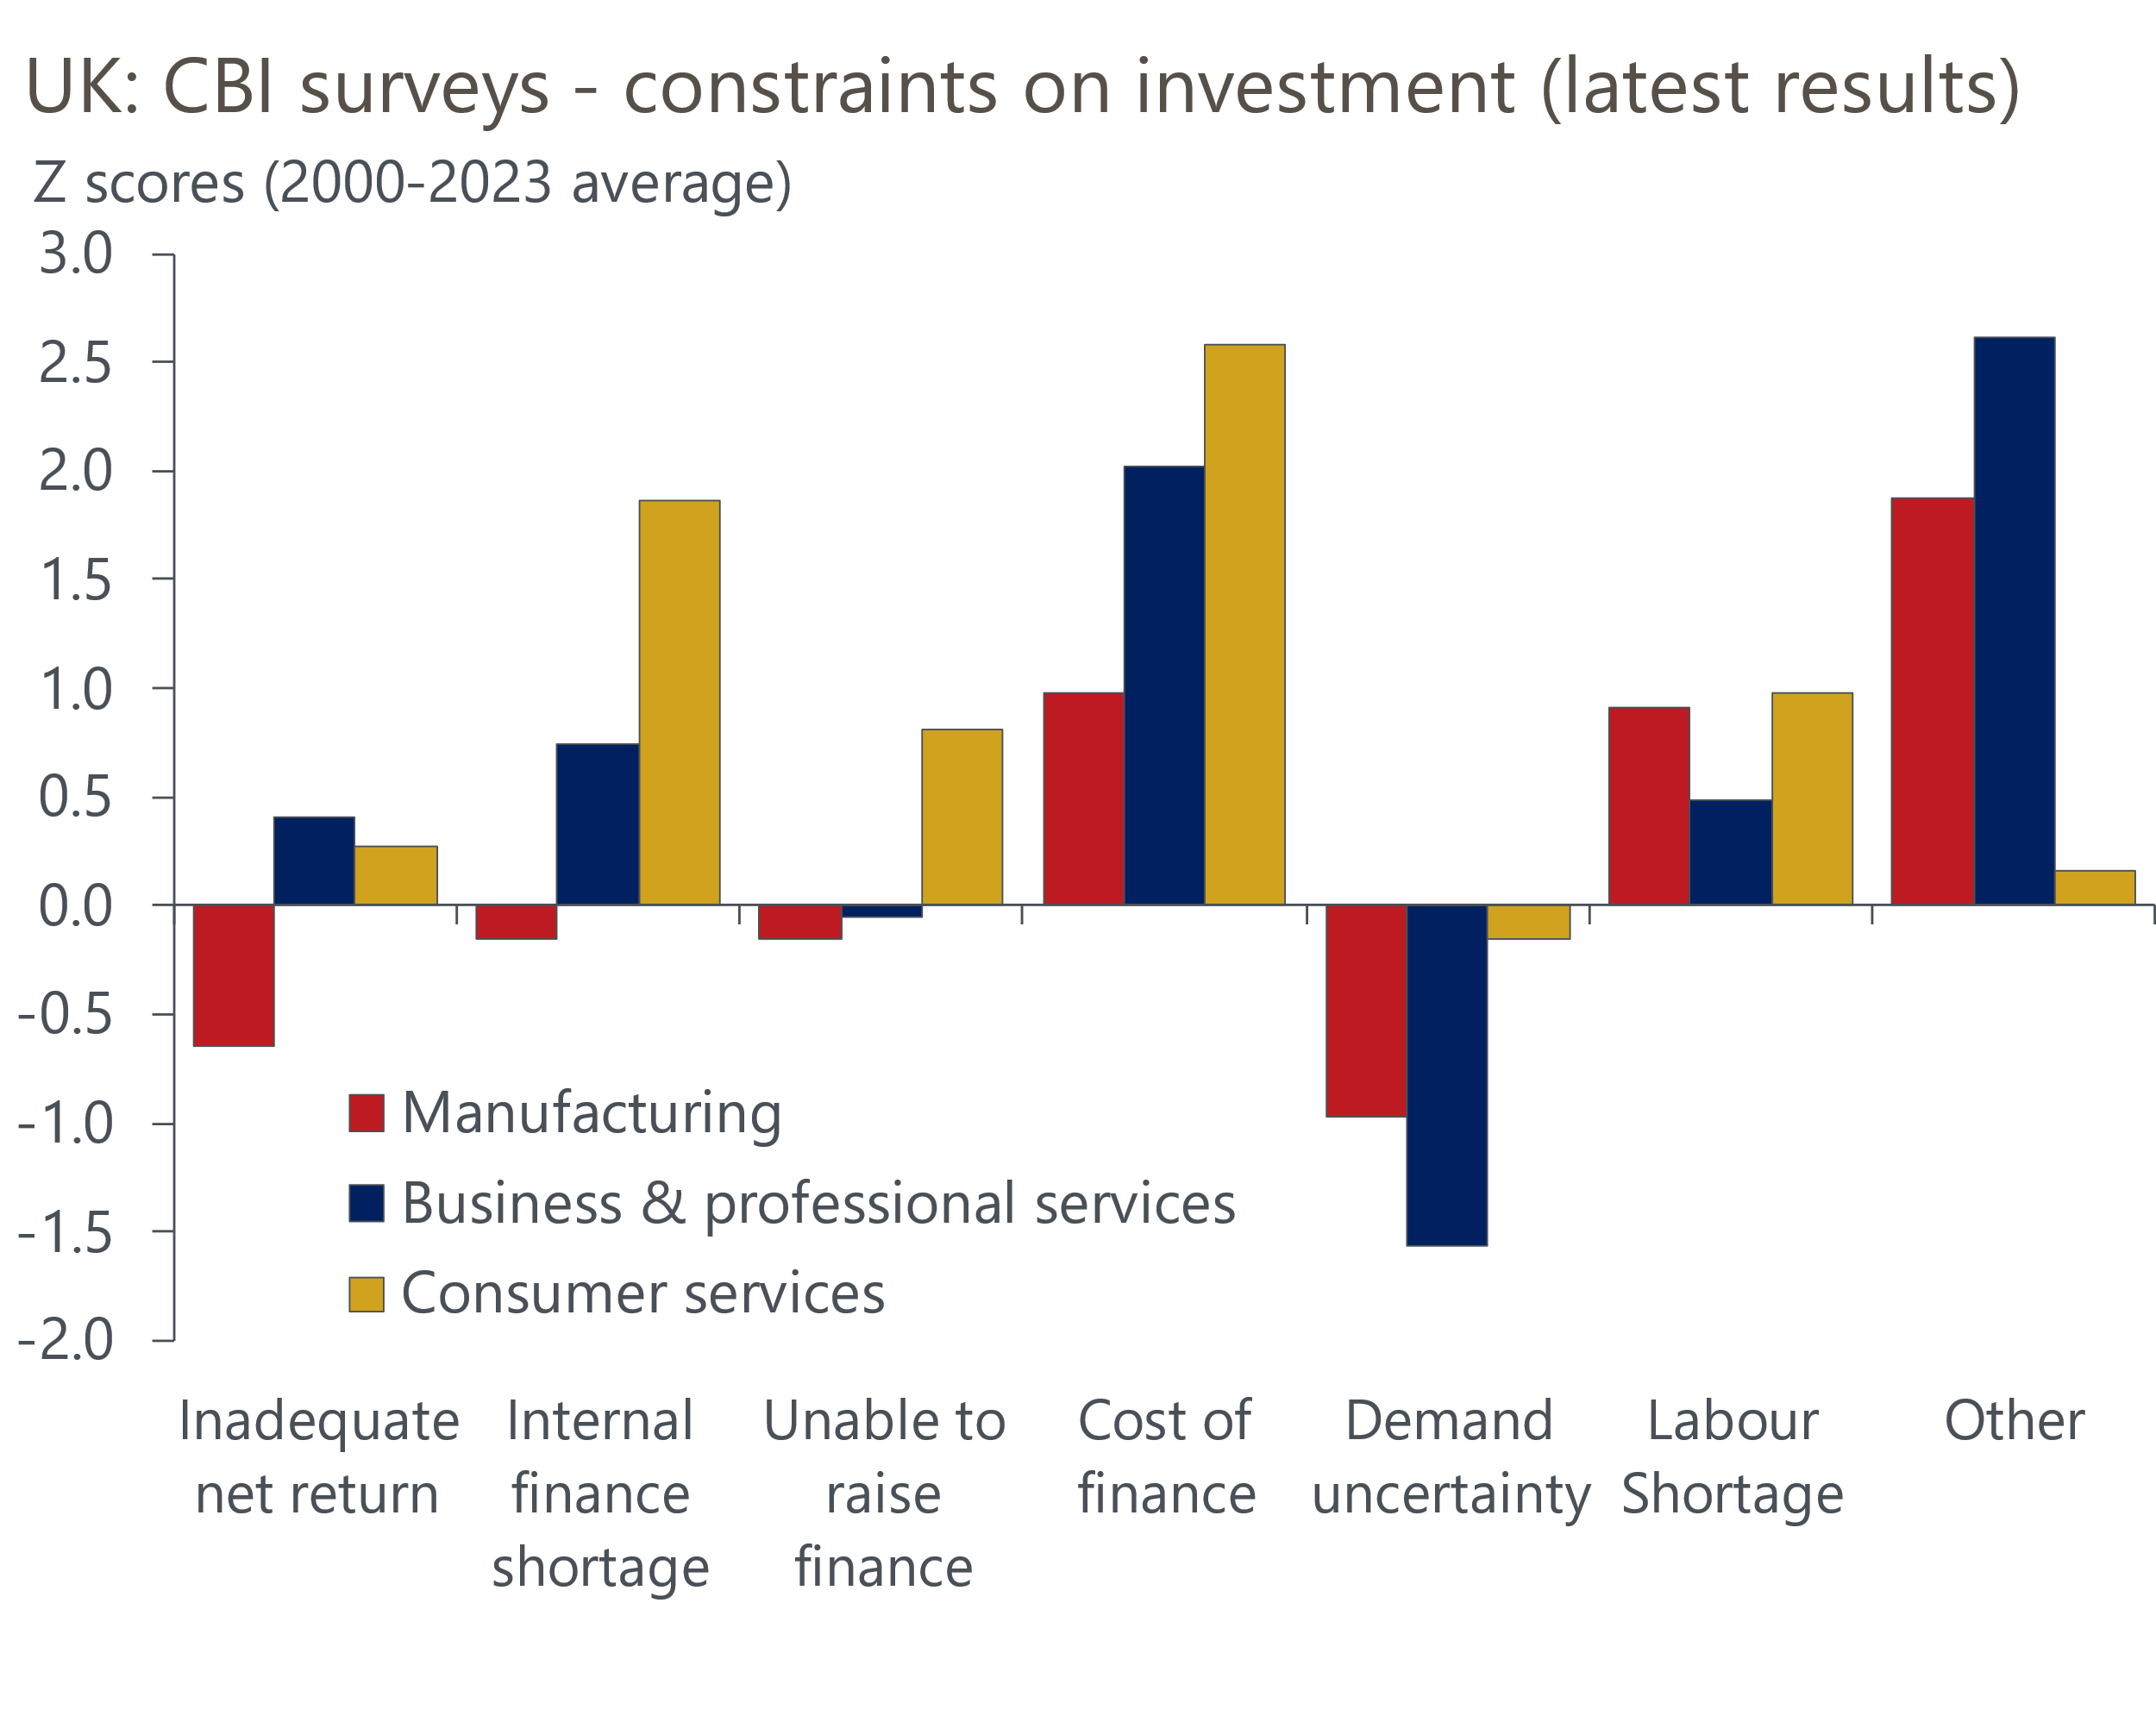 UK: CBI surveys - constraints on investment (latest results)
Z scores (2000-2023 average)
3.0
2.5
2.0
1.5
1.0
0.5
0.0
-0.5
-1.0
-1.5
-2.0
Manufacturing
Business & professional services
Consumer services
Inadequate
net return
Internal
finance
shortage
Unable to
raise
finance
Cost of
finance
Demand
uncertainty
Labour
Shortage
Other